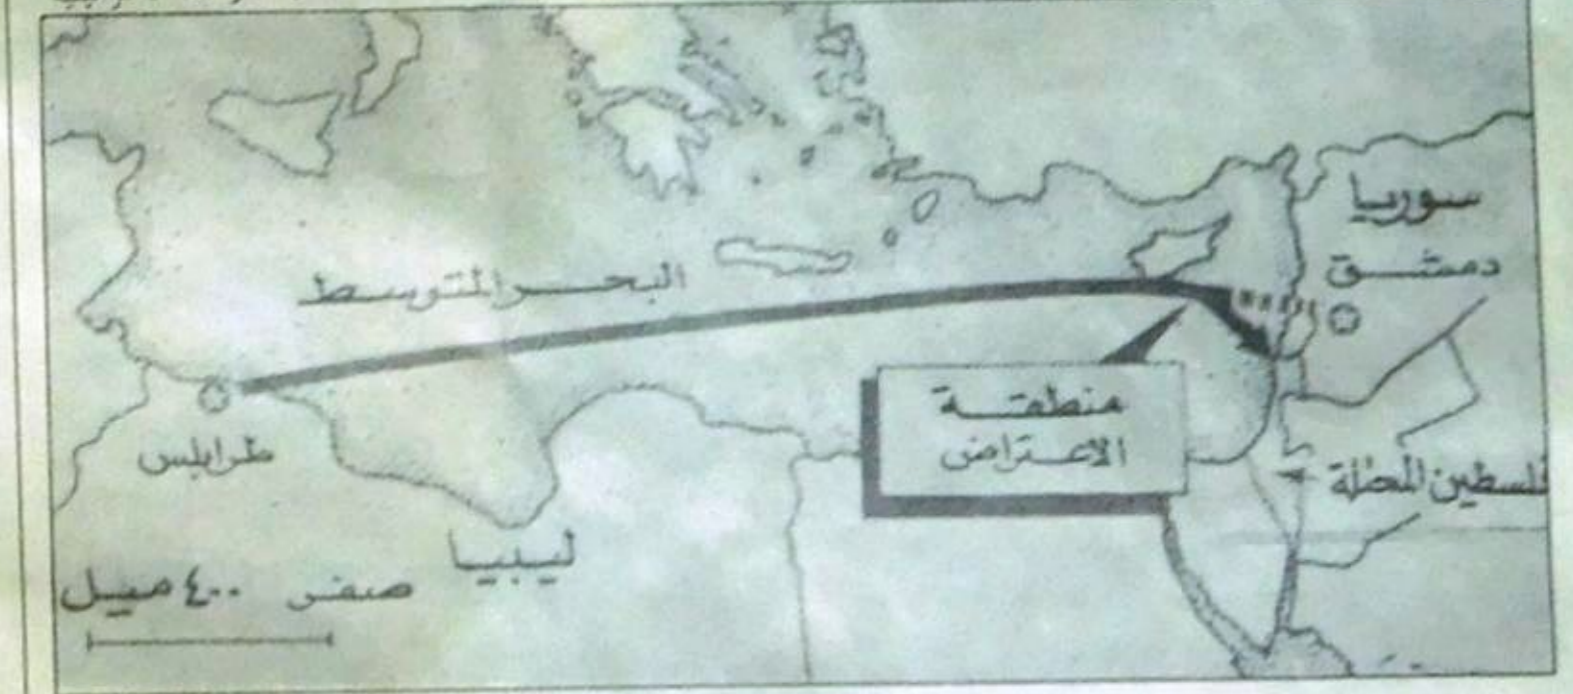 سوريا
دمشق
البحر المتوسط
منطقة
الاعتراض
طرابلس
فلسطين المحتلة
ليبيا
صفر ٤٠٠ ميل